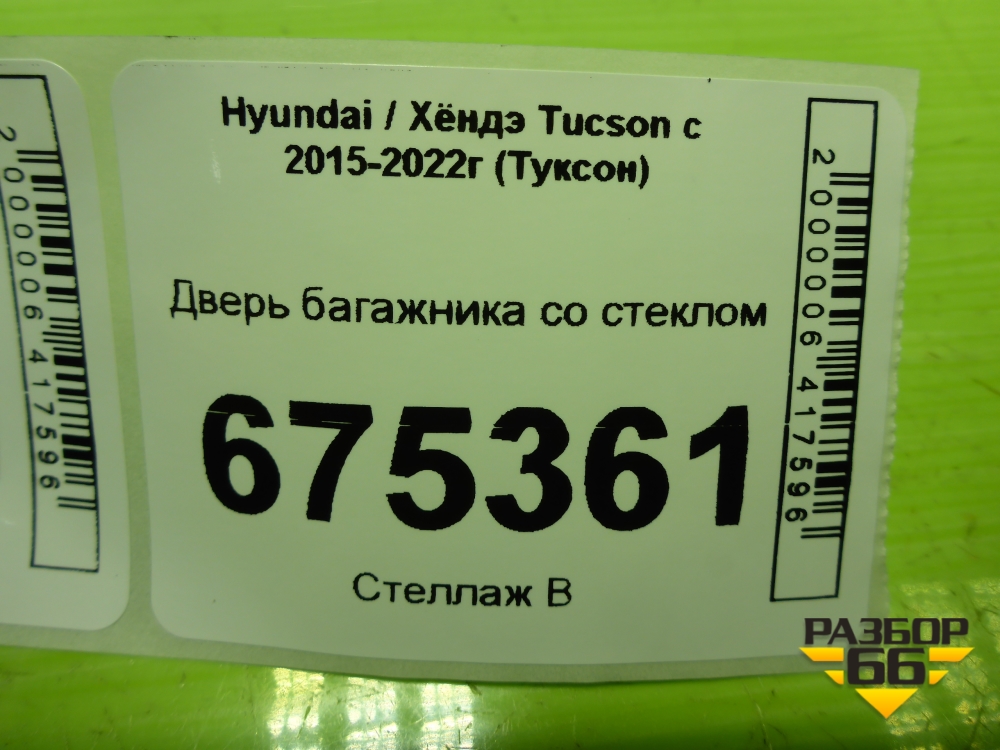 Hyundai / Хёндэ Tucson с
2015-2022г (Туксон)
Дверь багажника со стеклом
675361
Стеллаж В
2000006417596
2000006417596
РАЗБОР
66